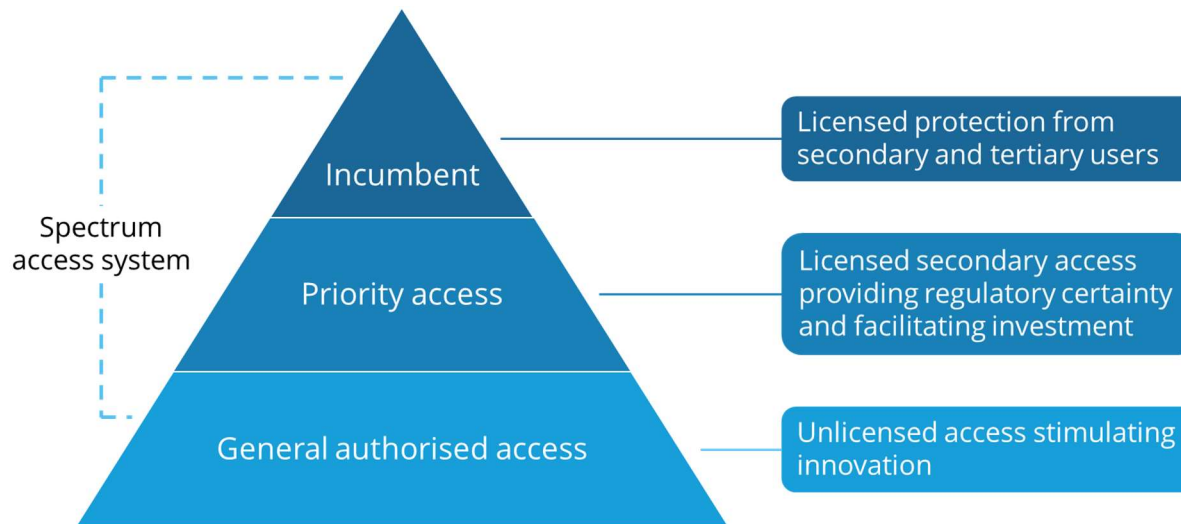 Licensed protection from
secondary and tertiary users
Incumbent
Spectrum
access system
Priority access
Licensed secondary access
providing regulatory certainty
and facilitating investment
General authorised access
Unlicensed access stimulating
innovation